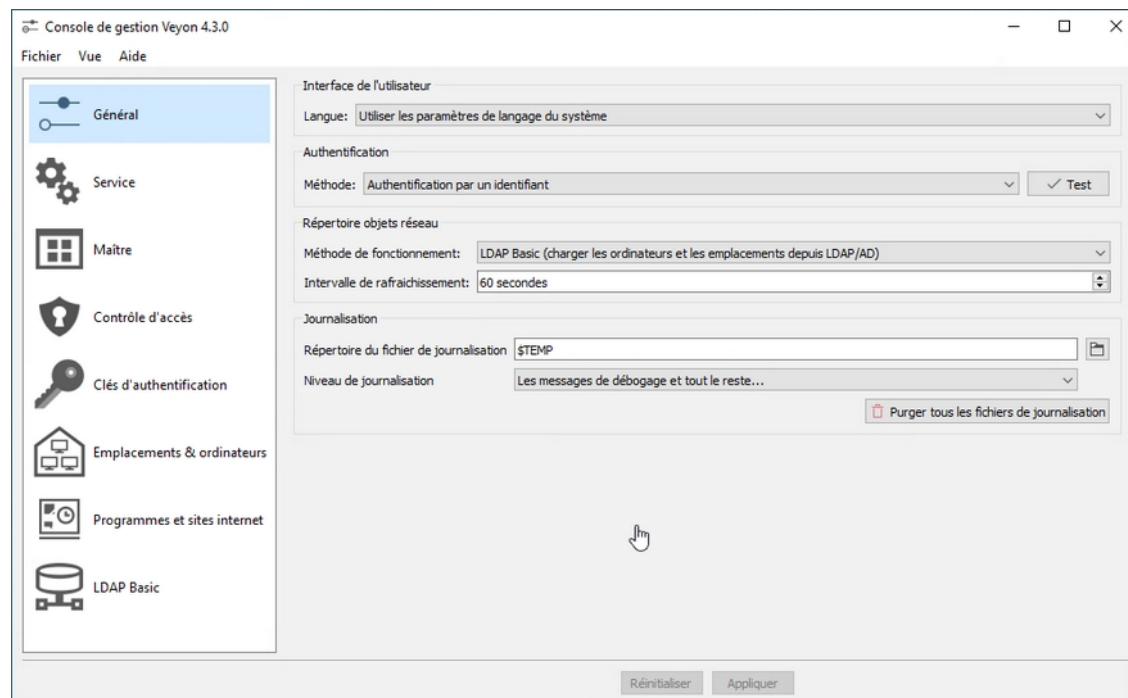 Console de gestion Veyon 4.3.0
Fichier Vue Aide
Général
Service
Maître
Contrôle d'accès
Clés d'authentification
Emplacements & ordinateurs
Programmes et sites internet
LDAP Basic
Interface de l'utilisateur
Langue: Utiliser les paramètres de langage du système
Authentification
Méthode: Authentification par un identifiant Test
Répertoire objets réseau
Méthode de fonctionnement: LDAP Basic (charger les ordinateurs et les emplacements depuis LDAP/AD)
Intervalle de rafraichissement: 60 secondes
Journalisation
Répertoire du fichier de journalisation $TEMP
Niveau de journalisation Les messages de débogage et tout le reste...
Purger tous les fichiers de journalisation
Réinitialiser Appliquer